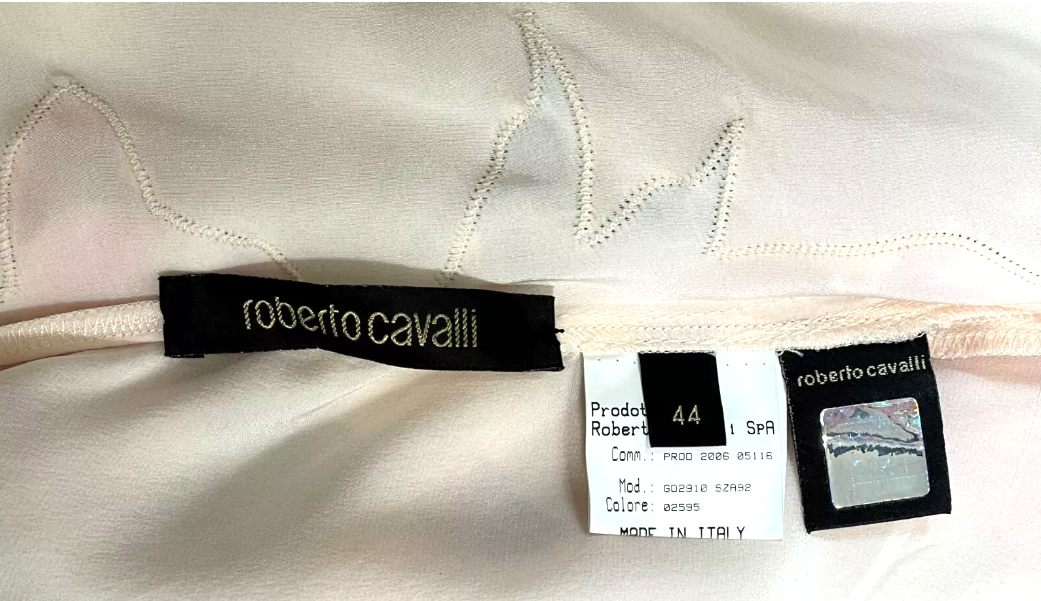 roberto cavalli
Prodot
Robert
SpA
44
Comm.: PROD 2006 05116
Mod.: GD2910 SZA92
Colore: 02595
MADE IN ITALY
roberto cavalli